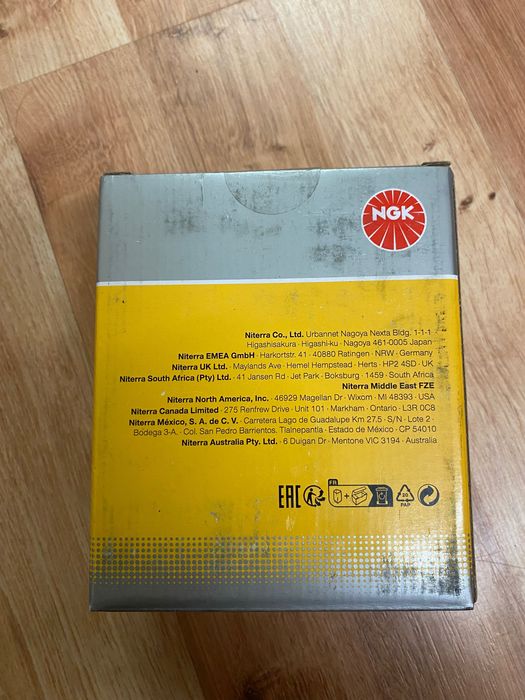 NGK
Niterra Co., Ltd. Urbannet Nagoya Nexta Bldg. 1-1-1
Higashisakura · Higashi-ku · Nagoya 461-0005 Japan
Niterra EMEA GmbH · Harkortstr. 41 · 40880 Ratingen · NRW · Germany
Niterra UK Ltd. · Maylands Ave · Hemel Hempstead · Herts · HP2 4SD · UK
Niterra South Africa (Pty) Ltd. · 41 Jansen Rd · Jet Park · Boksburg · 1459 · South Africa
Niterra Middle East FZE
Niterra North America, Inc. · 46929 Magellan Dr · Wixom · MI 48393 · USA
Niterra Canada Limited · 275 Renfrew Drive · Unit 101 · Markham · Ontario · L3R 0C8
Niterra México, S. A. de C. V. · Carretera Lago de Guadalupe Km 27.5 · S/N · Lote 2 ·
Bodega 3-A. · Col. San Pedro Barrientos. Tlalnepantla · Estado de México · CP 54010
Niterra Australia Pty. Ltd. · 6 Duigan Dr · Mentone VIC 3194 · Australia
EAC FR + 20 PAP